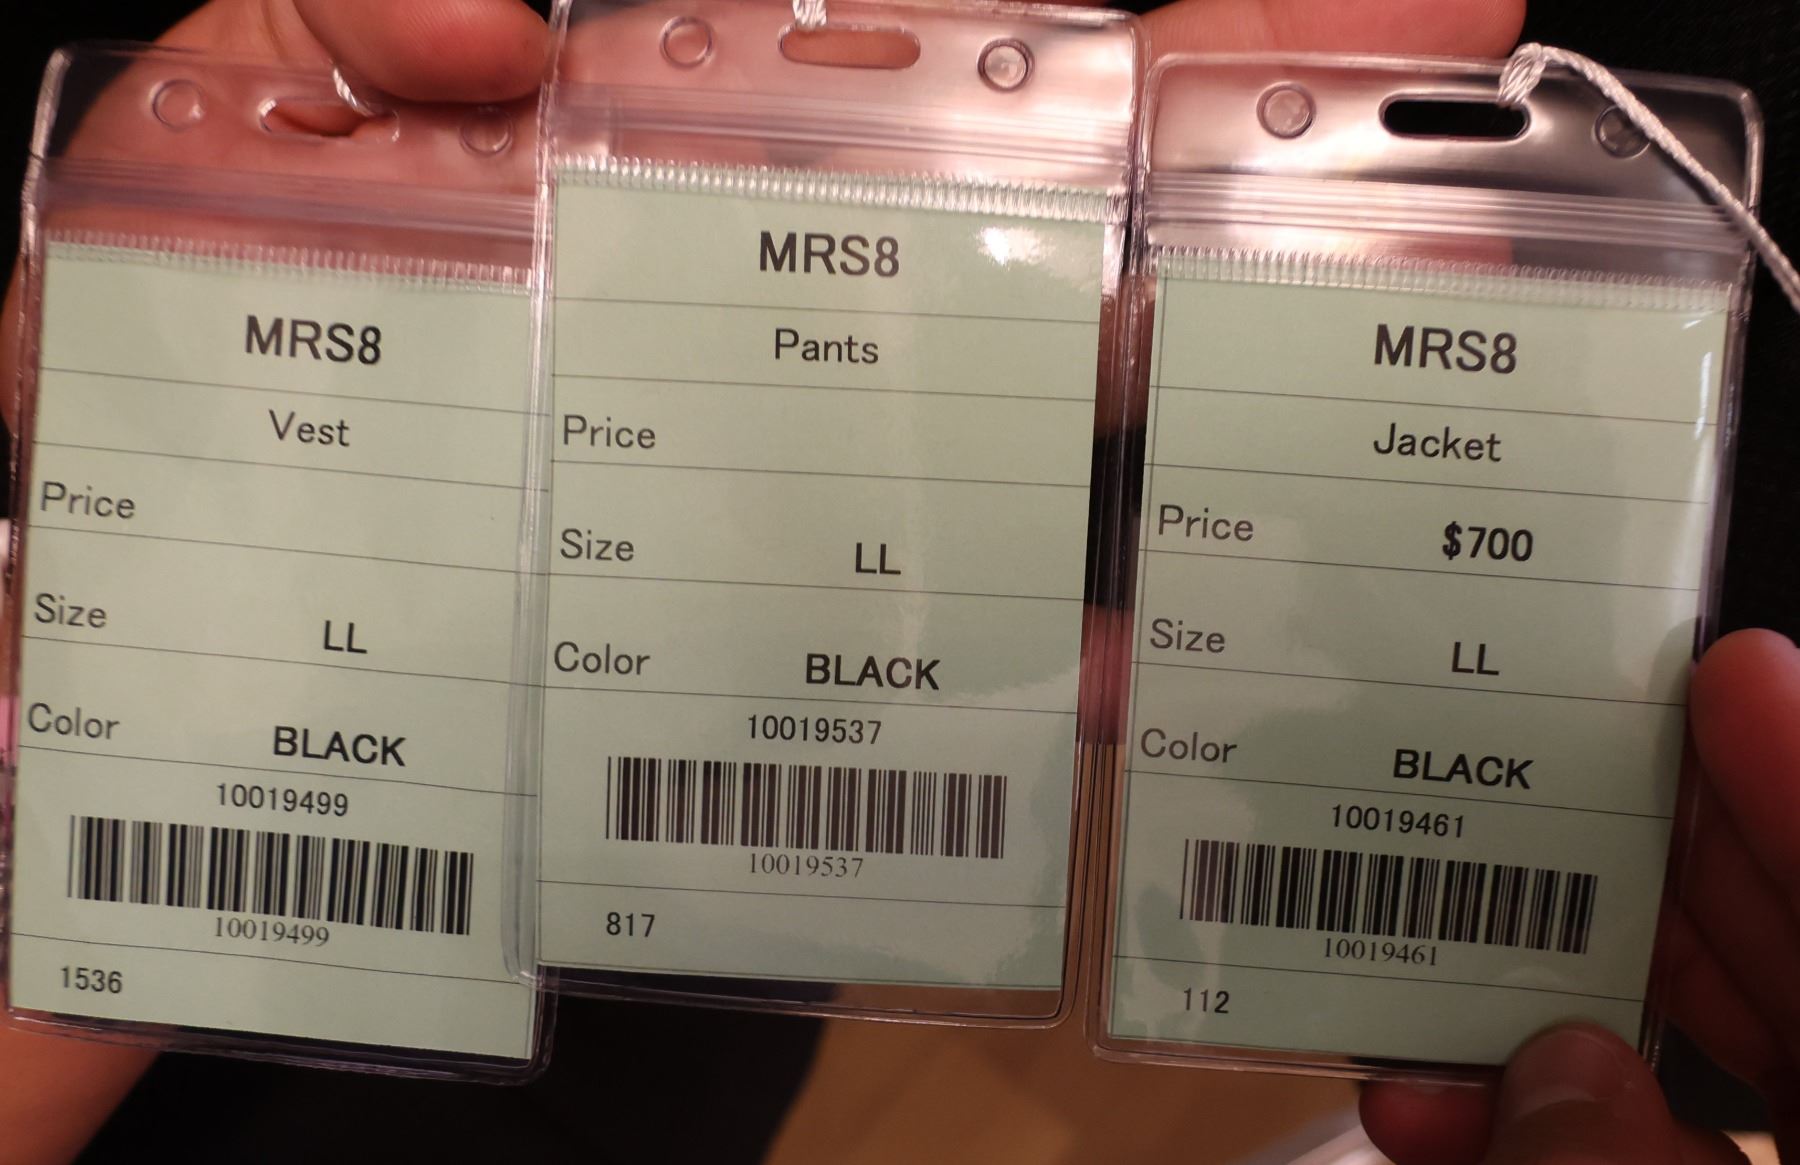 MRS8
Vest
Price
Size LL
Color BLACK
10019499
10019499
1536
MRS8
Pants
Price
Size LL
Color BLACK
10019537
10019537
817
MRS8
Jacket
Price $700
Size LL
Color BLACK
10019461
10019461
112